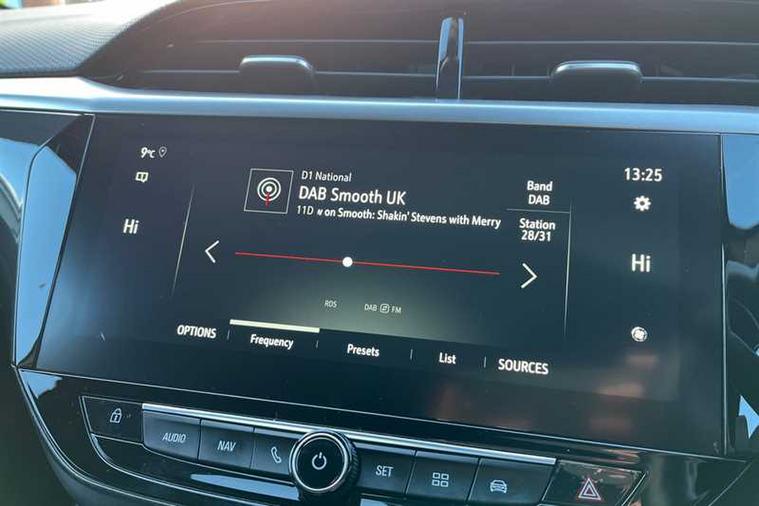 9°C
13:25
D1 National
DAB Smooth UK
11D w on Smooth: Shakin' Stevens with Merry
Band
DAB
Station
28/31
Hi
Hi
RDS
DAB FM
OPTIONS
Frequency
Presets
List
SOURCES
AUDIO
NAV
SET